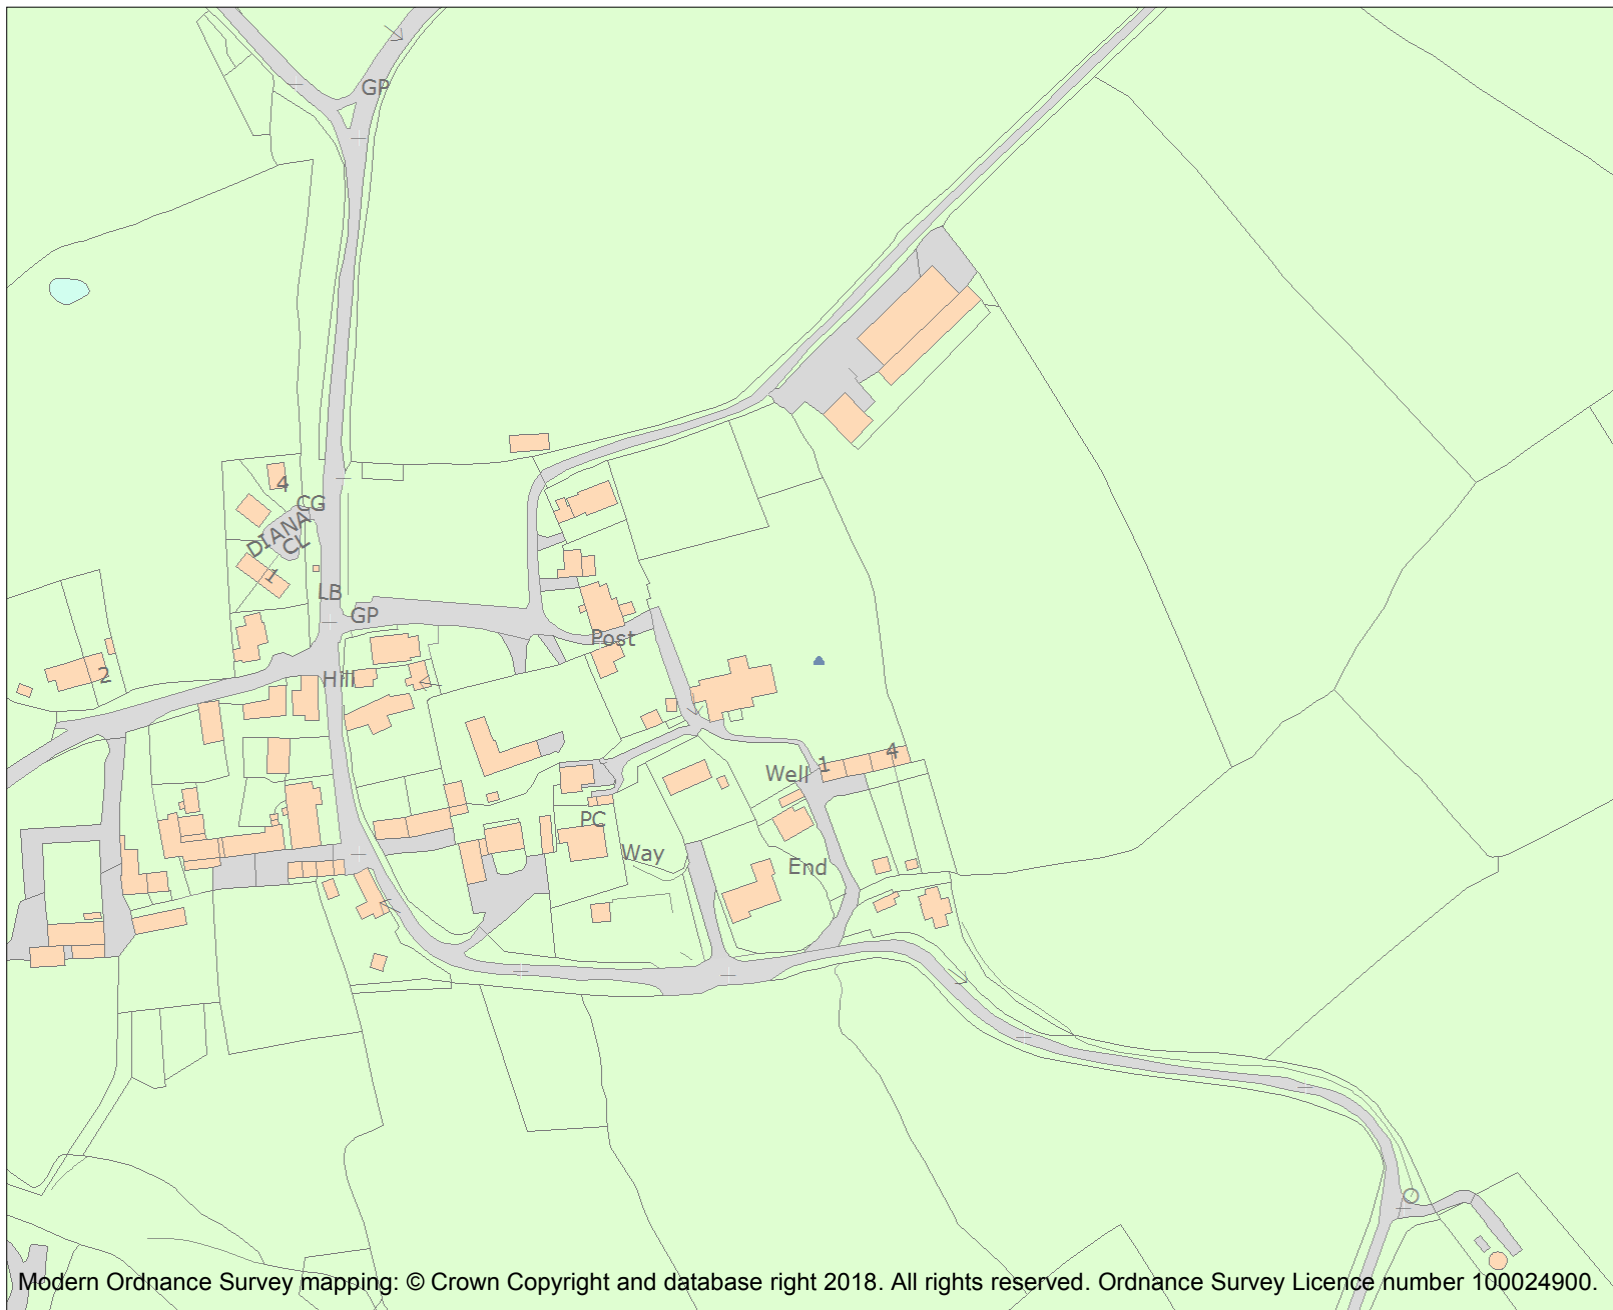 GP
4
CG
DIANA
CL
1
LB
GP
Post
2
Hill
Well
1
4
PC
Way
End
Modern Ordnance Survey mapping: © Crown Copyright and database right 2018. All rights reserved. Ordnance Survey Licence number 100024900.